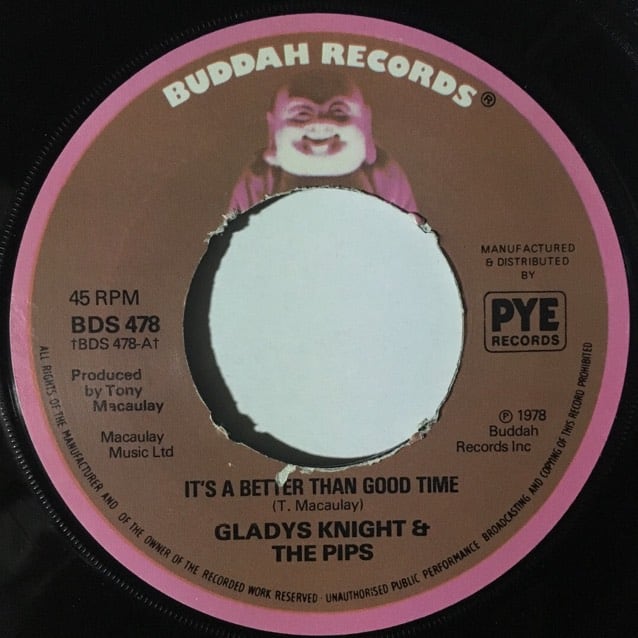 BUDDAH RECORDS®
MANUFACTURED
& DISTRIBUTED
BY
PYE
RECORDS
45 RPM
BDS 478
†BDS 478-A†
Produced
by Tony
Macaulay
Macaulay
Music Ltd
℗ 1978
Buddah
Records Inc
IT'S A BETTER THAN GOOD TIME
(T. Macaulay)
GLADYS KNIGHT &
THE PIPS
ALL RIGHTS OF THE MANUFACTURER AND OF THE OWNER OF THE RECORDED WORK RESERVED · UNAUTHORISED PUBLIC PERFORMANCE BROADCASTING AND COPYING OF THIS RECORD PROHIBITED